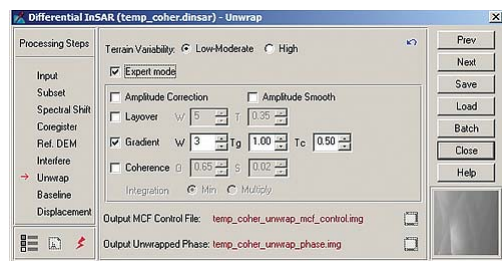 Differential InSAR (temp_coher.dinsar) - Unwrap
Processing Steps
Input
Subset
Spectral Shift
Coregister
Ref. DEM
Interfere
Unwrap
Baseline
Displacement
Terrain Variability: Low-Moderate High
Expert mode
Amplitude Correction Amplitude Smooth
Layover W 5 T 0.35
Gradient W 3 Tg 1.00 Tc 0.50
Coherence 0.65 S 0.02
Integration Min Multiply
Output MCF Control File: temp_coher_unwrap_mcf_control.img
Output Unwrapped Phase: temp_coher_unwrap_phase.img
Prev
Next
Save
Load
Batch
Close
Help